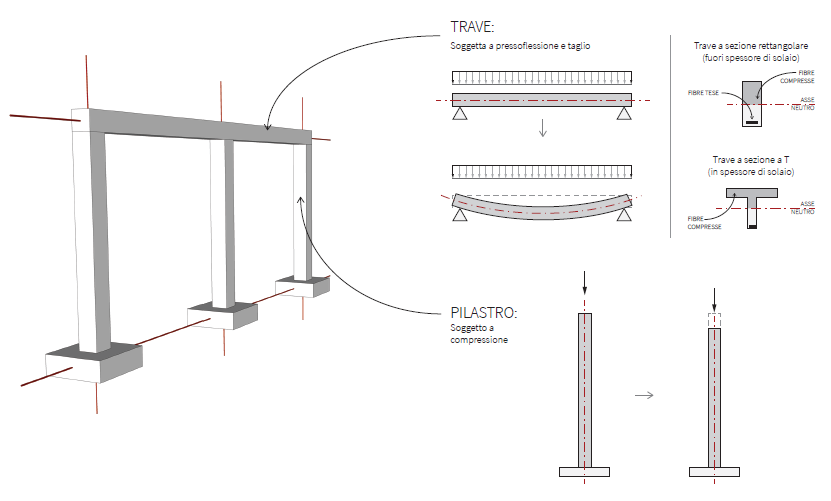 TRAVE:
Soggetta a pressoflessione e taglio
Trave a sezione rettangolare
(fuori spessore di solaio)
FIBRE
COMPRESSE
FIBRE TESE
ASSE
NEUTRO
Trave a sezione a T
(in spessore di solaio)
ASSE
NEUTRO
FIBRE
COMPRESSE
PILASTRO:
Soggetto a
compressione